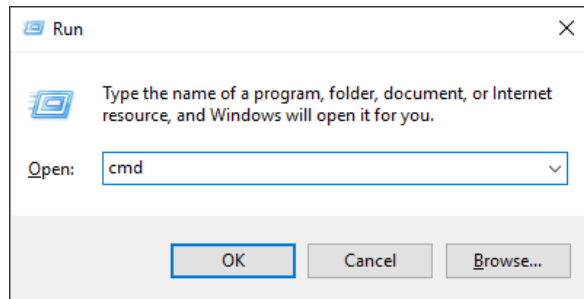 Run
Type the name of a program, folder, document, or Internet
resource, and Windows will open it for you.
Open: cmd
OK Cancel Browse...